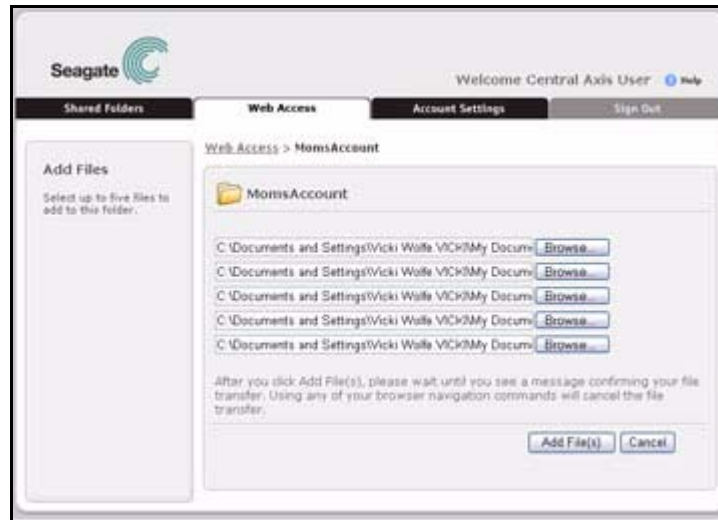 Seagate
Welcome Central Axis User Help
Shared Folders Web Access Account Settings Sign Out
Web Access > MomsAccount
Add Files
Select up to five files to
add to this folder.
MomsAccount
C:\Documents and Settings\Vicki Wolfe.VICKI\My Docum Browse...
C:\Documents and Settings\Vicki Wolfe.VICKI\My Docum Browse...
C:\Documents and Settings\Vicki Wolfe.VICKI\My Docum Browse...
C:\Documents and Settings\Vicki Wolfe.VICKI\My Docum Browse...
C:\Documents and Settings\Vicki Wolfe.VICKI\My Docum Browse...
After you click Add File(s), please wait until you see a message confirming your file
transfer. Using any of your browser navigation commands will cancel the file
transfer.
Add File(s) Cancel